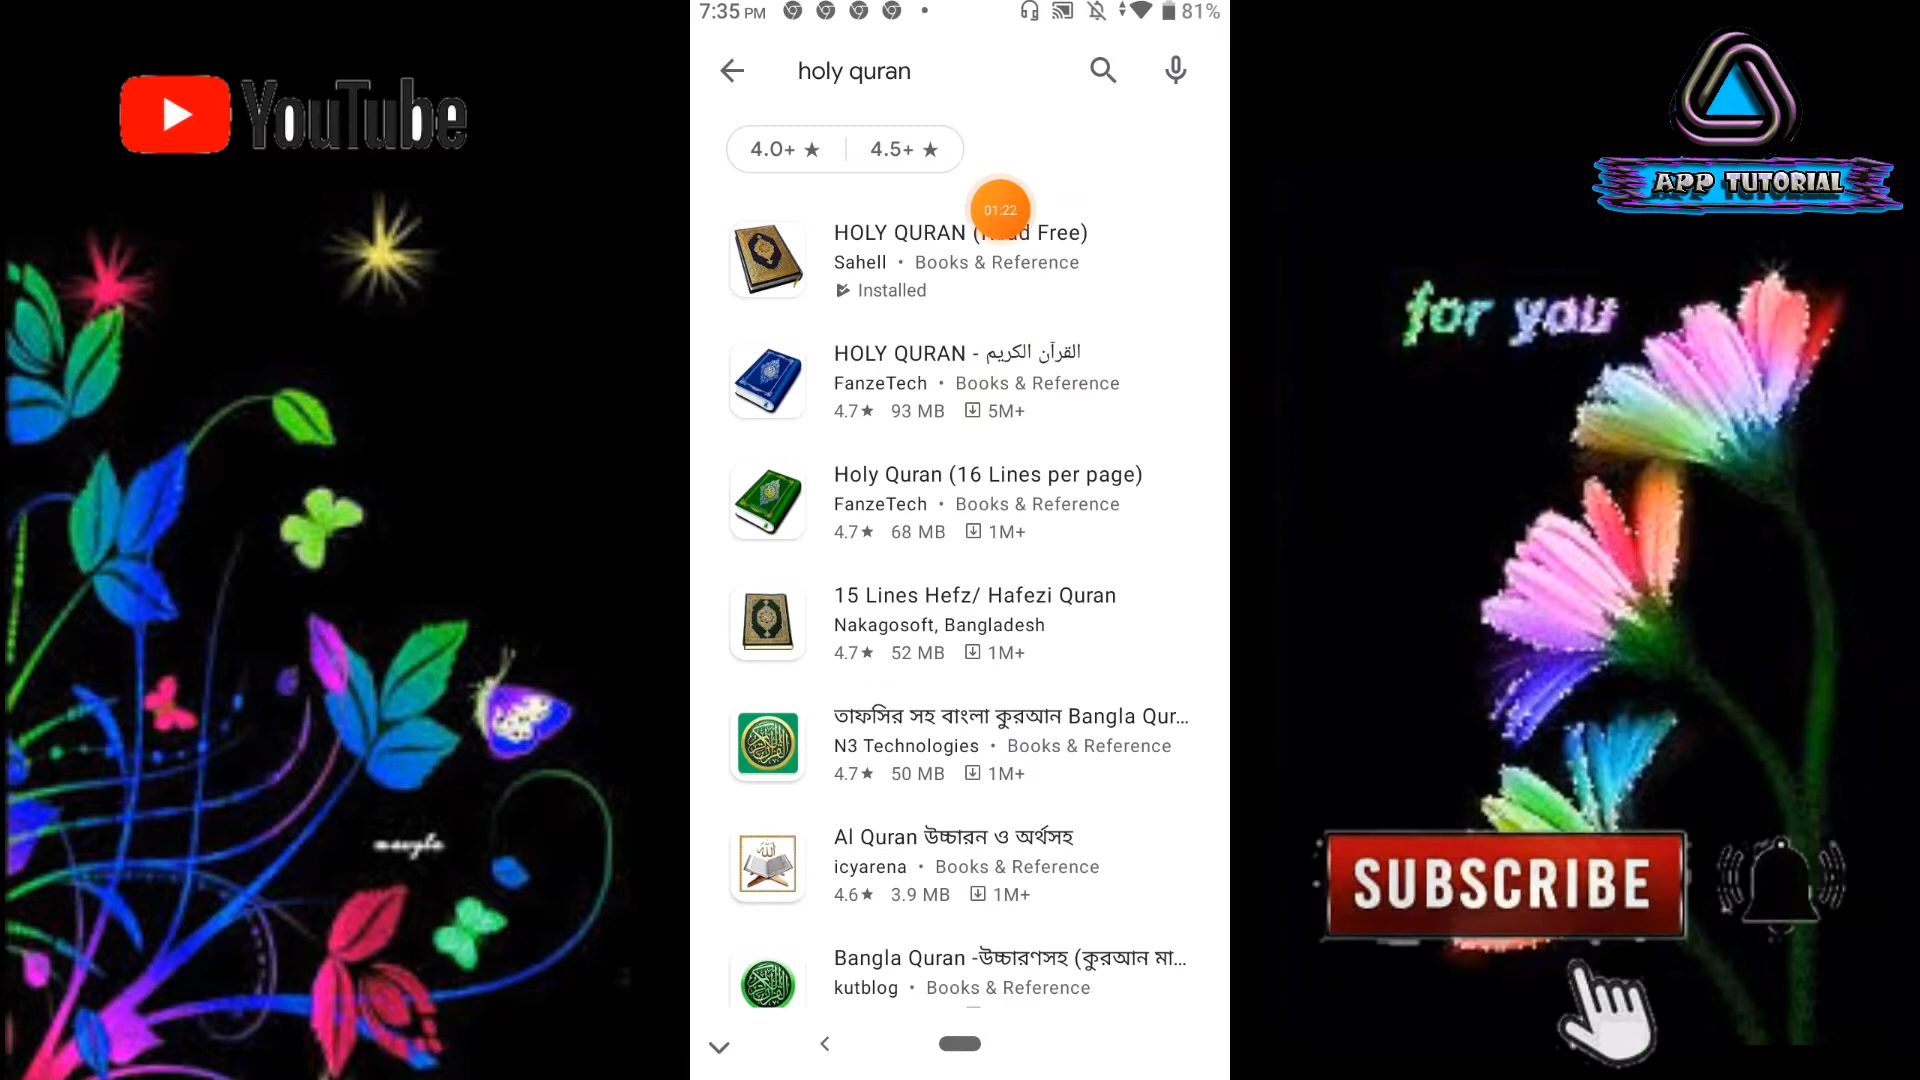 YouTube
7:35 PM
81%
holy quran
4.0+ ★
4.5+ ★
01:22
HOLY QURAN (Read Free)
Sahell • Books & Reference
Installed
HOLY QURAN - القرآن الكريم
FanzeTech • Books & Reference
4.7★ 93 MB 5M+
Holy Quran (16 Lines per page)
FanzeTech • Books & Reference
4.7★ 68 MB 1M+
15 Lines Hefz/ Hafezi Quran
Nakagosoft, Bangladesh
4.7★ 52 MB 1M+
তাফসির সহ বাংলা কুরআন Bangla Qur...
N3 Technologies • Books & Reference
4.7★ 50 MB 1M+
Al Quran উচ্চারন ও অর্থসহ
icyarena • Books & Reference
4.6★ 3.9 MB 1M+
Bangla Quran -উচ্চারণসহ (কুরআন মা...
kutblog • Books & Reference
APP TUTORIAL
for you
SUBSCRIBE